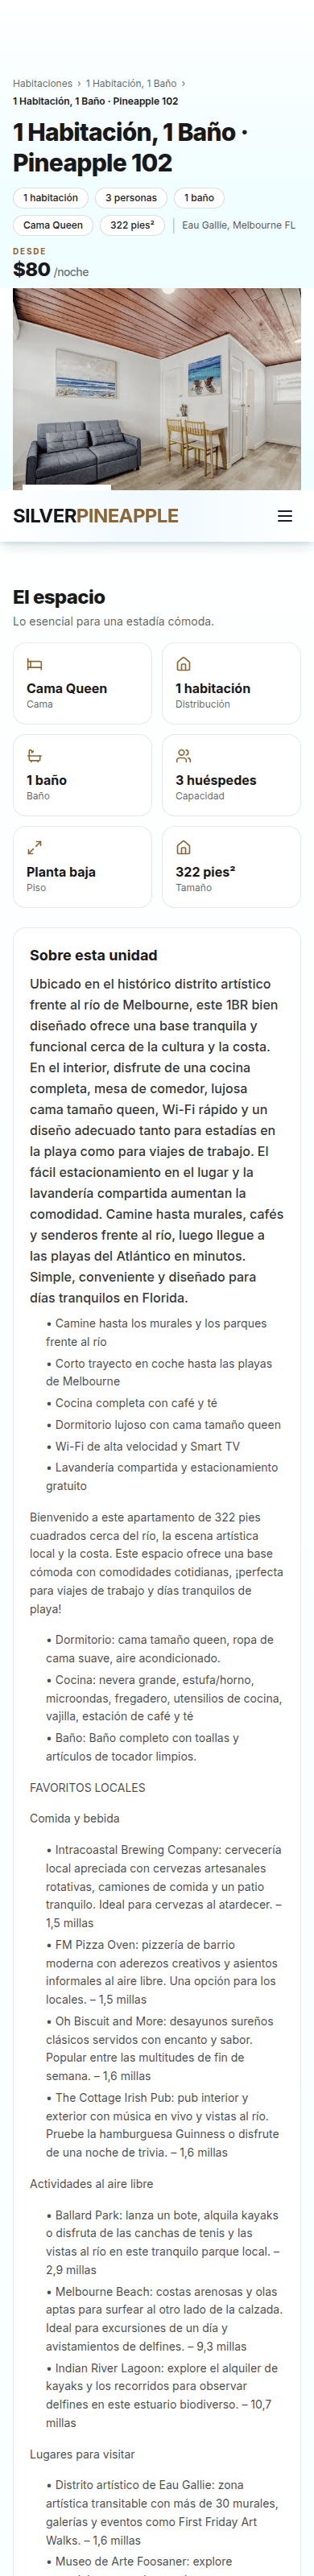 Habitaciones › 1 Habitación, 1 Baño ›
1 Habitación, 1 Baño · Pineapple 102
1 Habitación, 1 Baño ·
Pineapple 102
1 habitación 3 personas 1 baño
Cama Queen 322 pies² Eau Gallie, Melbourne FL
DESDE
$80 /noche
SILVERPINEAPPLE
El espacio
Lo esencial para una estadía cómoda.
Cama Queen
Cama
1 habitación
Distribución
1 baño
Baño
3 huéspedes
Capacidad
Planta baja
Piso
322 pies²
Tamaño
Sobre esta unidad
Ubicado en el histórico distrito artístico
frente al río de Melbourne, este 1BR bien
diseñado ofrece una base tranquila y
funcional cerca de la cultura y la costa.
En el interior, disfrute de una cocina
completa, mesa de comedor, lujosa
cama tamaño queen, Wi-Fi rápido y un
diseño adecuado tanto para estadías en
la playa como para viajes de trabajo. El
fácil estacionamiento en el lugar y la
lavandería compartida aumentan la
comodidad. Camine hasta murales, cafés
y senderos frente al río, luego llegue a
las playas del Atlántico en minutos.
Simple, conveniente y diseñado para
días tranquilos en Florida.
• Camine hasta los murales y los parques
frente al río
• Corto trayecto en coche hasta las playas
de Melbourne
• Cocina completa con café y té
• Dormitorio lujoso con cama tamaño queen
• Wi-Fi de alta velocidad y Smart TV
• Lavandería compartida y estacionamiento
gratuito
Bienvenido a este apartamento de 322 pies
cuadrados cerca del río, la escena artística
local y la costa. Este espacio ofrece una base
cómoda con comodidades cotidianas, ¡perfecta
para viajes de trabajo y días tranquilos de
playa!
• Dormitorio: cama tamaño queen, ropa de
cama suave, aire acondicionado.
• Cocina: nevera grande, estufa/horno,
microondas, fregadero, utensilios de cocina,
vajilla, estación de café y té
• Baño: Baño completo con toallas y
artículos de tocador limpios.
FAVORITOS LOCALES
Comida y bebida
• Intracoastal Brewing Company: cervecería
local apreciada con cervezas artesanales
rotativas, camiones de comida y un patio
tranquilo. Ideal para cervezas al atardecer. –
1,5 millas
• FM Pizza Oven: pizzería de barrio
moderna con aderezos creativos y asientos
informales al aire libre. Una opción para los
locales. – 1,5 millas
• Oh Biscuit and More: desayunos sureños
clásicos servidos con encanto y sabor.
Popular entre las multitudes de fin de
semana. – 1,6 millas
• The Cottage Irish Pub: pub interior y
exterior con música en vivo y vistas al río.
Pruebe la hamburguesa Guinness o disfrute
de una noche de trivia. – 1,6 millas
Actividades al aire libre
• Ballard Park: lanza un bote, alquila kayaks
o disfruta de las canchas de tenis y las
vistas al río en este tranquilo parque local. –
2,9 millas
• Melbourne Beach: costas arenosas y olas
aptas para surfear al otro lado de la calzada.
Ideal para excursiones de un día y
avistamientos de delfines. – 9,3 millas
• Indian River Lagoon: explore el alquiler de
kayaks y los recorridos para observar
delfines en este estuario biodiverso. – 10,7
millas
Lugares para visitar
• Distrito artístico de Eau Gallie: zona
artística transitable con más de 30 murales,
galerías y eventos como First Friday Art
Walks. – 1,6 millas
• Museo de Arte Foosaner: explore